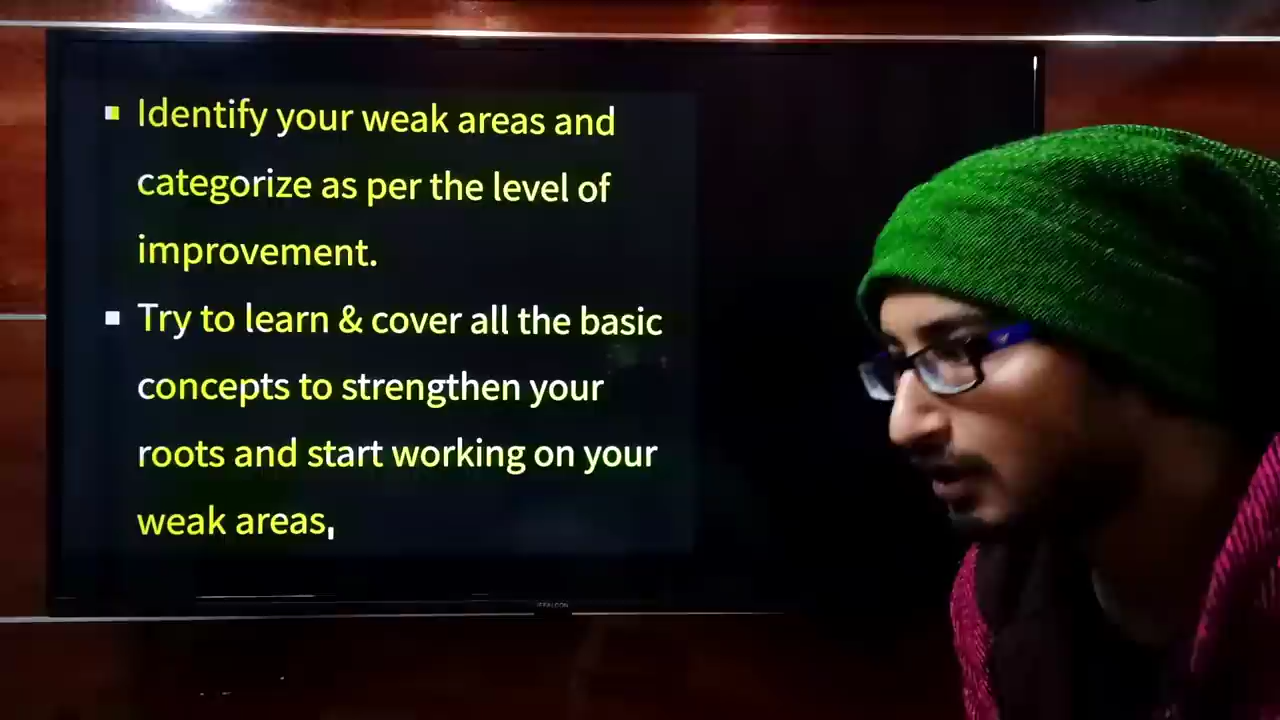 ▪ Identify your weak areas and
categorize as per the level of
improvement.
▪ Try to learn & cover all the basic
concepts to strengthen your
roots and start working on your
weak areas,
iFFALCON